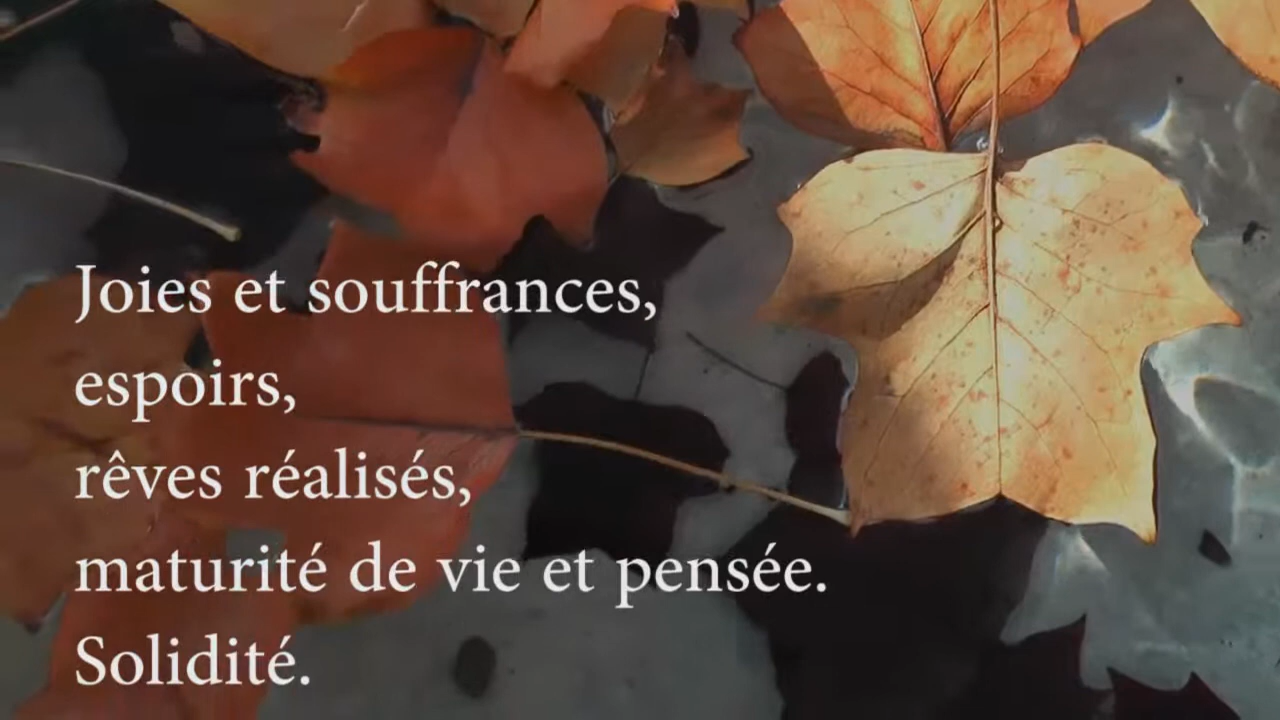 Joies et souffrances,
espoirs,
rêves réalisés,
maturité de vie et pensée.
Solidité.